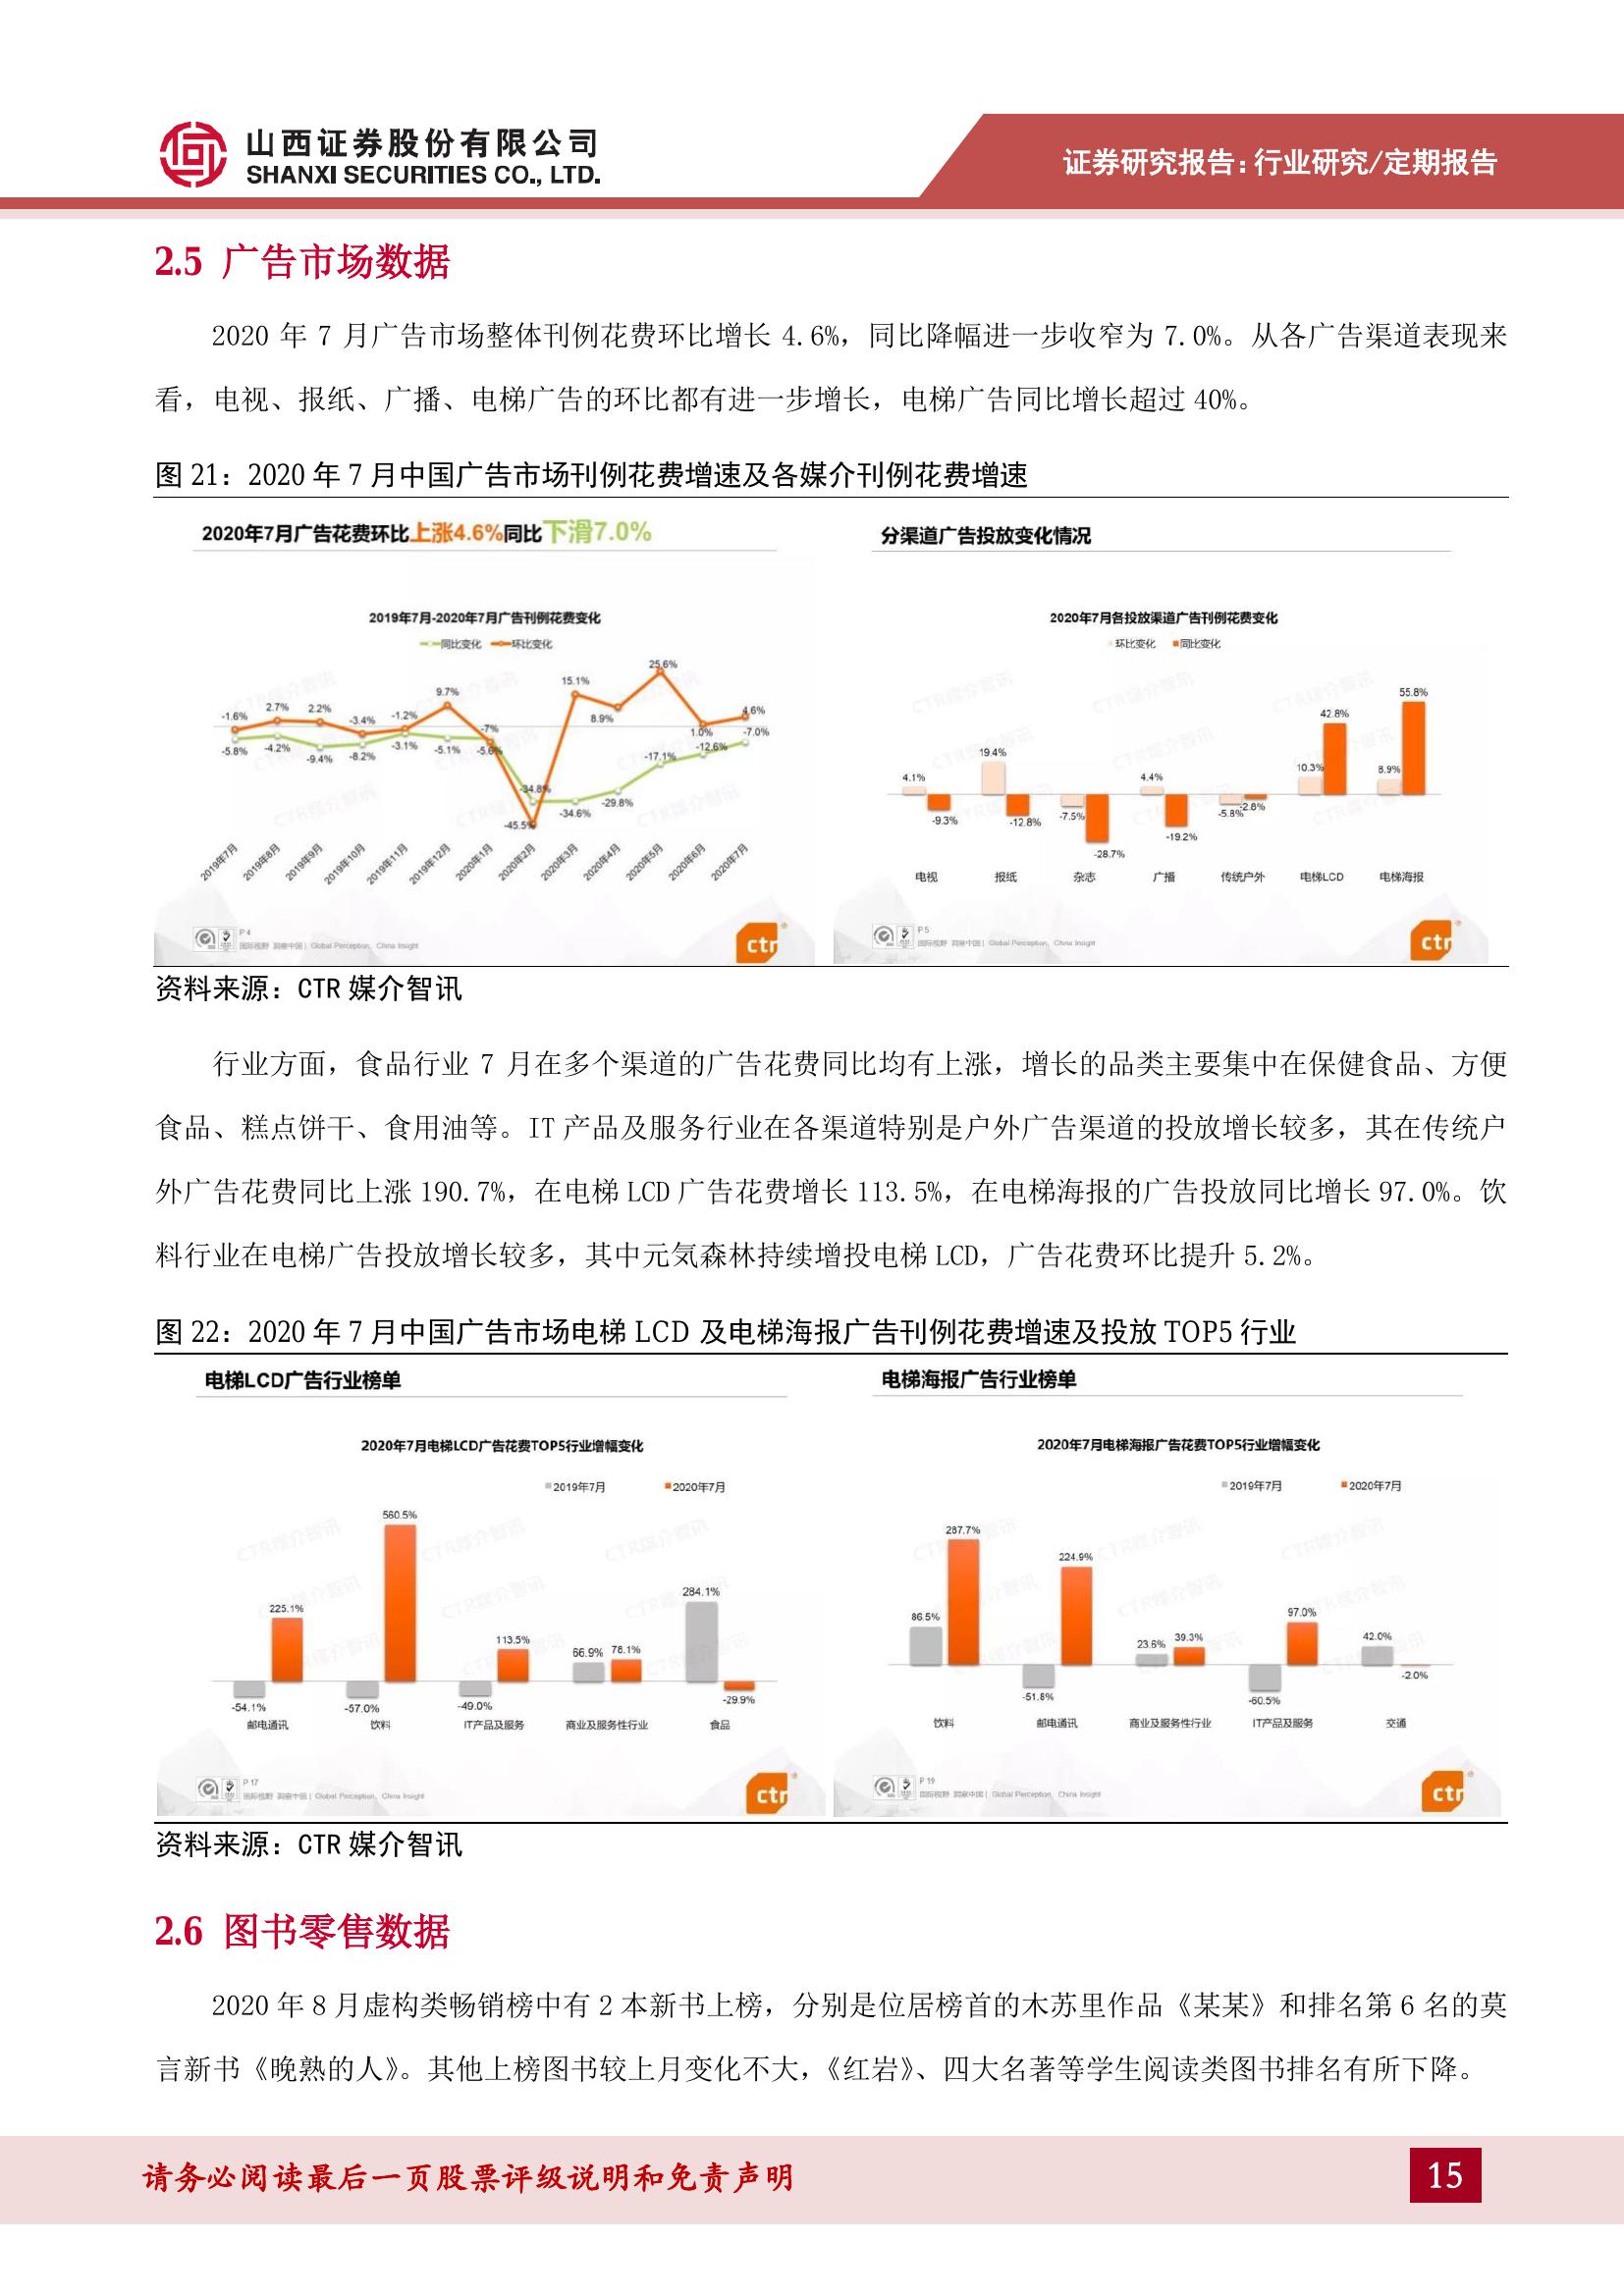 山西证券股份有限公司
SHANXI SECURITIES CO., LTD.
证券研究报告：行业研究/定期报告
2.5 广告市场数据
2020 年 7 月广告市场整体刊例花费环比增长 4.6%，同比降幅进一步收窄为 7.0%。从各广告渠道表现来
看，电视、报纸、广播、电梯广告的环比都有进一步增长，电梯广告同比增长超过 40%。
图 21：2020 年 7 月中国广告市场刊例花费增速及各媒介刊例花费增速
2020年7月广告花费环比上涨4.6%同比下滑7.0%
2019年7月-2020年7月广告刊例花费变化
同比变化 环比变化
25.6%
15.1%
9.7%
8.9%
-1.6% 2.7% 2.2% -3.4% -1.2% -7% 1.0% 4.6%
-5.8% -4.2% -9.4% -8.2% -3.1% -5.1% -5.6% -17.1% -12.6% -7.0%
-34.8% -34.6% -29.8%
-45.5%
2019年7月 2019年8月 2019年9月 2019年10月 2019年11月 2019年12月 2020年1月 2020年2月 2020年3月 2020年4月 2020年5月 2020年6月 2020年7月
P 4
国际视野 洞察中国 | Global Perception, China Insight
ctr
分渠道广告投放变化情况
2020年7月各投放渠道广告刊例花费变化
环比变化 同比变化
4.1% 19.4% 4.4% 10.3% 42.8% 8.9% 55.8%
-9.3% -12.8% -7.5% -28.7% -19.2% -5.8% -2.8%
电视 报纸 杂志 广播 传统户外 电梯LCD 电梯海报
P 5
国际视野 洞察中国 | Global Perception, China Insight
ctr
资料来源：CTR 媒介智讯
行业方面，食品行业 7 月在多个渠道的广告花费同比均有上涨，增长的品类主要集中在保健食品、方便
食品、糕点饼干、食用油等。IT 产品及服务行业在各渠道特别是户外广告渠道的投放增长较多，其在传统户
外广告花费同比上涨 190.7%，在电梯 LCD 广告花费增长 113.5%，在电梯海报的广告投放同比增长 97.0%。饮
料行业在电梯广告投放增长较多，其中元気森林持续增投电梯 LCD，广告花费环比提升 5.2%。
图 22：2020 年 7 月中国广告市场电梯 LCD 及电梯海报广告刊例花费增速及投放 TOP5 行业
电梯LCD广告行业榜单
2020年7月电梯LCD广告花费TOP5行业增幅变化
2019年7月 2020年7月
225.1% 560.5% 113.5% 66.9% 78.1% 284.1%
-54.1% -57.0% -49.0% -29.9%
邮电通讯 饮料 IT产品及服务 商业及服务性行业 食品
P 17
国际视野 洞察中国 | Global Perception, China Insight
ctr
电梯海报广告行业榜单
2020年7月电梯海报广告花费TOP5行业增幅变化
2019年7月 2020年7月
86.5% 287.7% 224.9% 23.6% 39.3% 97.0% 42.0%
-51.8% -60.5% -2.0%
饮料 邮电通讯 商业及服务性行业 IT产品及服务 交通
P 19
国际视野 洞察中国 | Global Perception, China Insight
ctr
资料来源：CTR 媒介智讯
2.6 图书零售数据
2020 年 8 月虚构类畅销榜中有 2 本新书上榜，分别是位居榜首的木苏里作品《某某》和排名第 6 名的莫
言新书《晚熟的人》。其他上榜图书较上月变化不大，《红岩》、四大名著等学生阅读类图书排名有所下降。
请务必阅读最后一页股票评级说明和免责声明
15